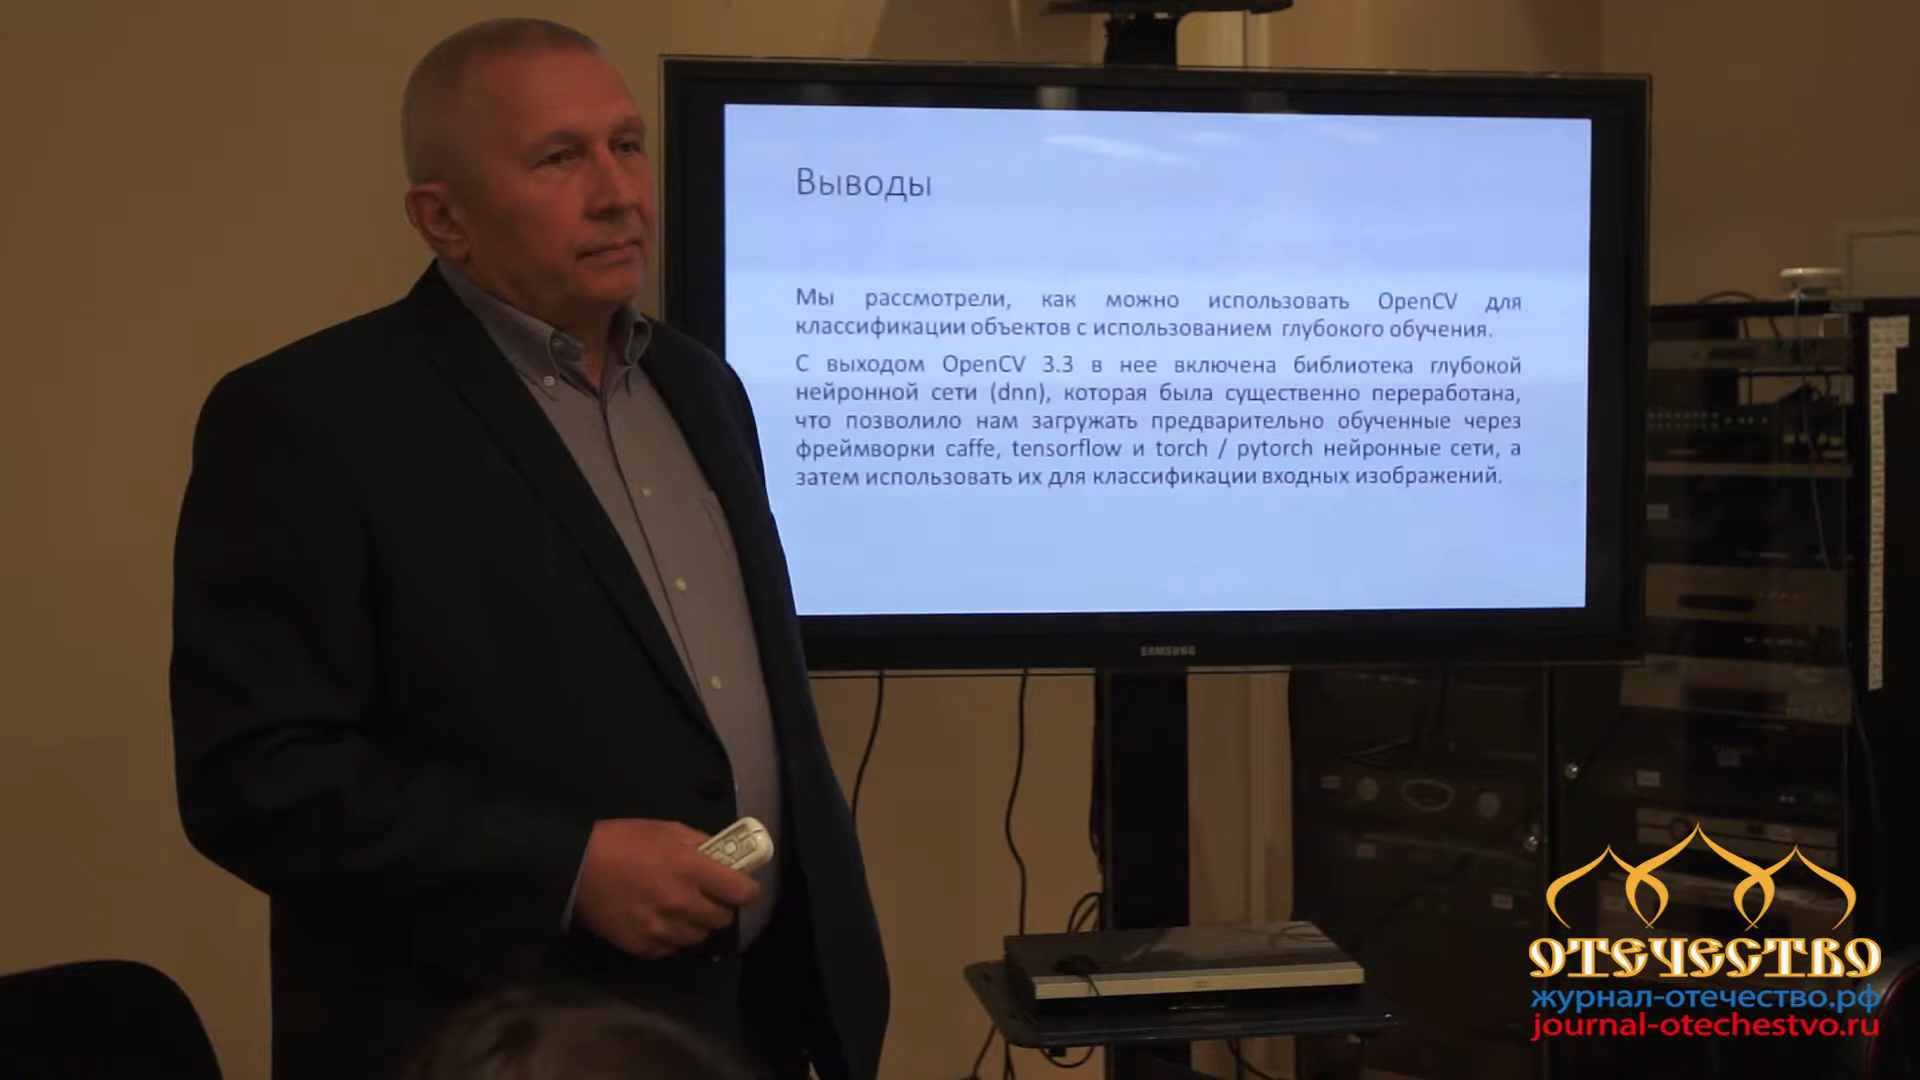 Выводы
Мы рассмотрели, как можно использовать OpenCV для
классификации объектов с использованием глубокого обучения.
С выходом OpenCV 3.3 в нее включена библиотека глубокой
нейронной сети (dnn), которая была существенно переработана,
что позволило нам загружать предварительно обученные через
фреймворки caffe, tensorflow и torch / pytorch нейронные сети, а
затем использовать их для классификации входных изображений.
SAMSUNG
ОТЕЧЕСТВО
журнал-отечество.рф
journal-otechestvo.ru